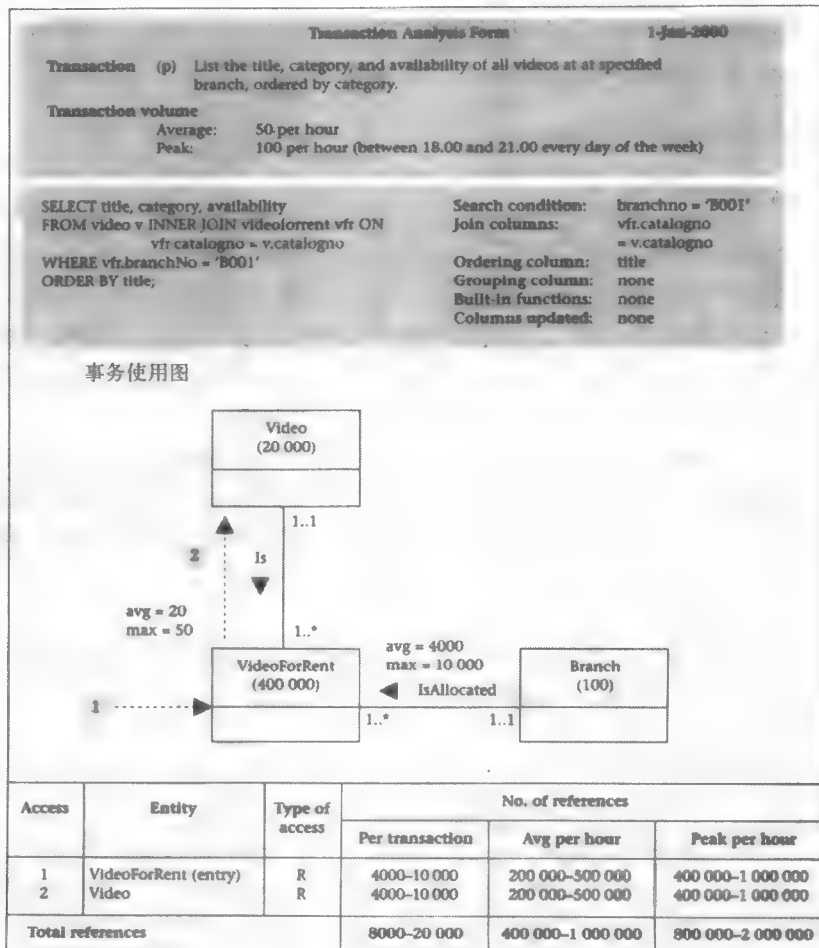 Transaction Analysis Form 1-Jan-2000
Transaction (p) List the title, category, and availability of all videos at at specified
branch, ordered by category.
Transaction volume
Average: 50 per hour
Peak: 100 per hour (between 18.00 and 21.00 every day of the week)
SELECT title, category, availability
FROM video v INNER JOIN videoforrent vfr ON
vfr.catalogno = v.catalogno
WHERE vfr.branchNo = 'B001'
ORDER BY title;
Search condition: branchno = 'B001'
Join columns: vfr.catalogno
= v.catalogno
Ordering column: title
Grouping column: none
Built-in functions: none
Columns updated: none
事务使用图
Video
(20 000)
1..1
2 Is
avg = 20
max = 50
1..*
VideoForRent
(400 000)
avg = 4000
max = 10 000
IsAllocated
Branch
(100)
1
1..* 1..1
Access Entity Type of access No. of references
Per transaction Avg per hour Peak per hour
1 VideoForRent (entry) R 4000–10 000 200 000–500 000 400 000–1 000 000
2 Video R 4000–10 000 200 000–500 000 400 000–1 000 000
Total references 8000–20 000 400 000–1 000 000 800 000–2 000 000